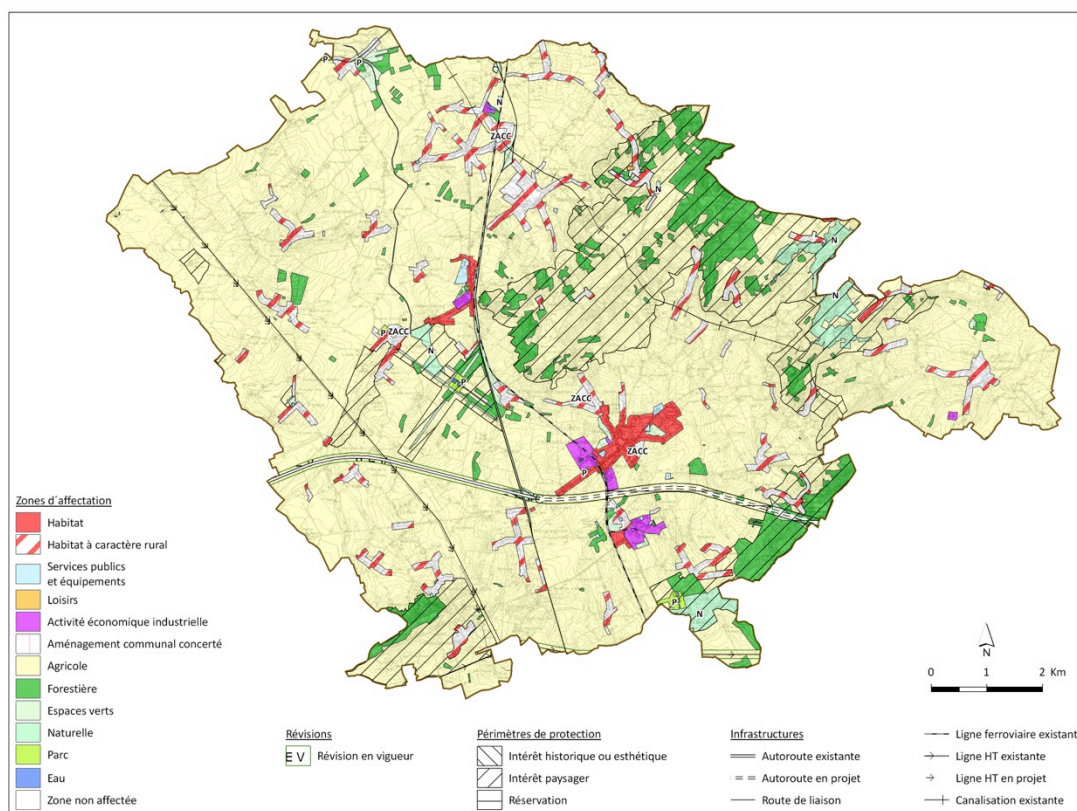 P
P
N
ZACC
N
N
N
P
ZACC
N
P
ZACC
ZACC
P
P
N
N
0 1 2 Km
Zones d´affectation
Habitat
Habitat à caractère rural
Services publics
et équipements
Loisirs
Activité économique industrielle
Aménagement communal concerté
Agricole
Forestière
Espaces verts
Naturelle
Parc
Eau
Zone non affectée
Révisions
E V Révision en vigueur
Périmètres de protection
Intérêt historique ou esthétique
Intérêt paysager
Réservation
Infrastructures
Autoroute existante
Autoroute en projet
Route de liaison
Ligne ferroviaire existant
Ligne HT existante
Ligne HT en projet
Canalisation existante